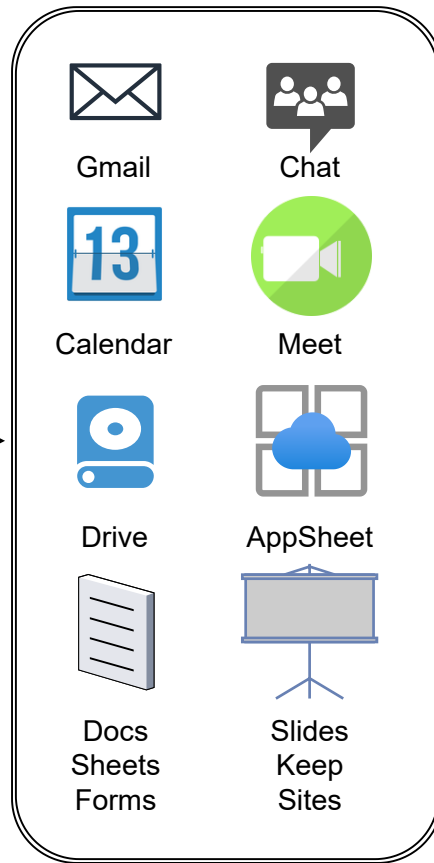 Gmail
Chat
13
Calendar
Meet
Drive
AppSheet
Docs
Sheets
Forms
Slides
Keep
Sites